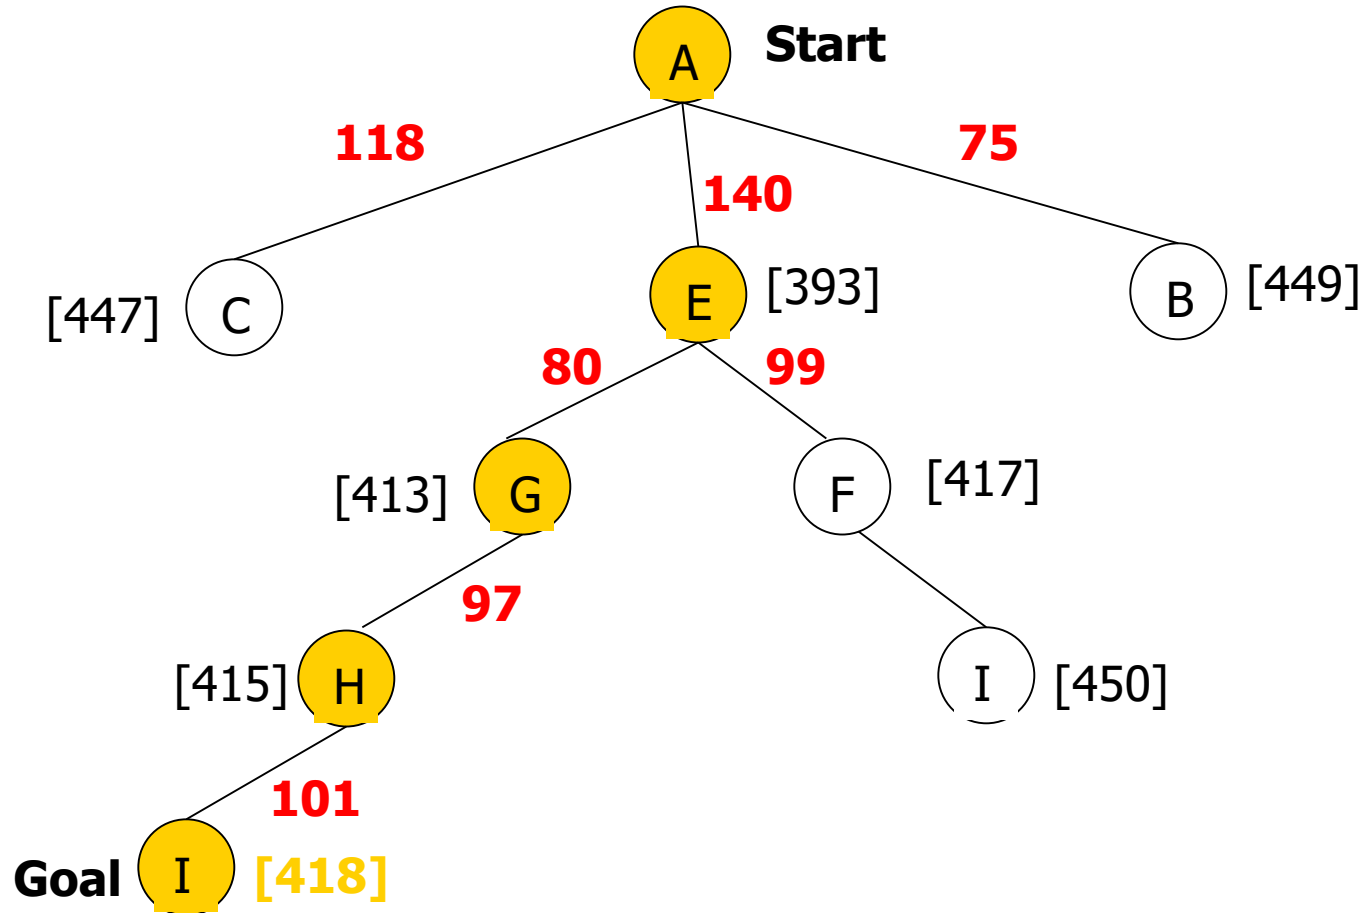 A Start
118
75
140
[447] C
E [393]
B [449]
80
99
[413] G
F [417]
97
[415] H
I [450]
101
Goal I [418]